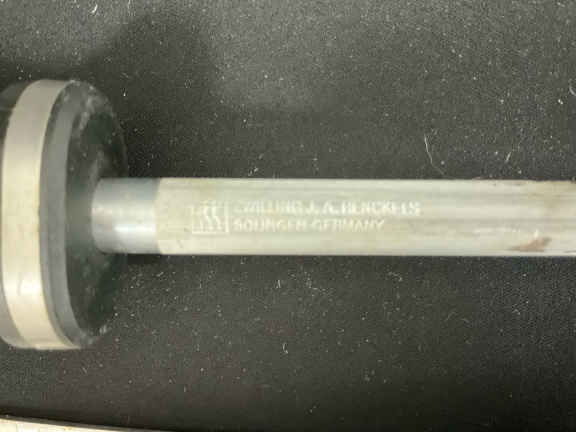 ZWILLING J. A. HENCKELS
SOLINGEN GERMANY